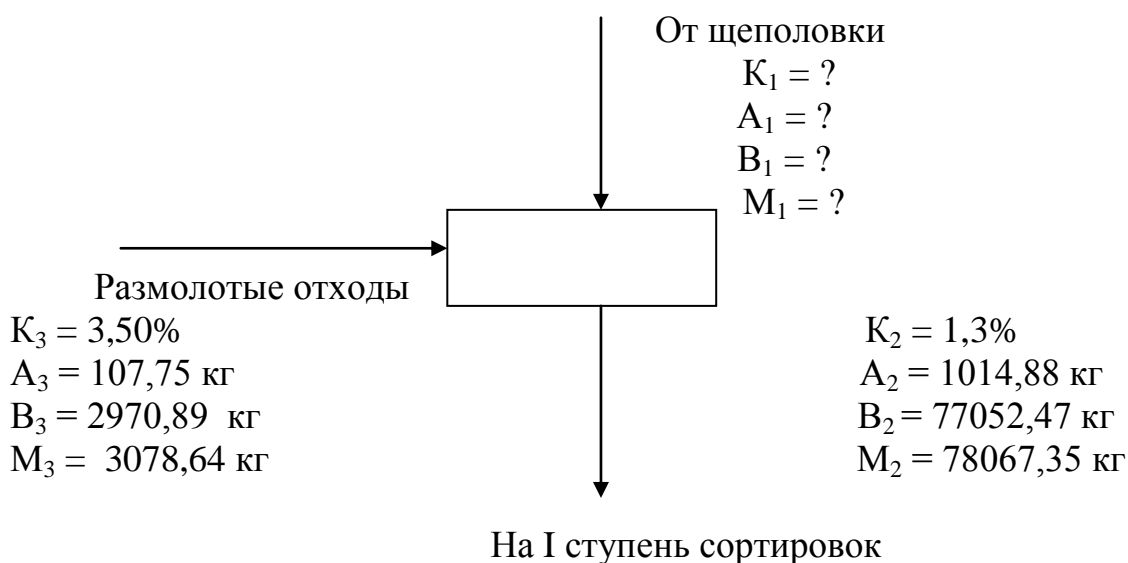 От щеполовки
К₁ = ?
А₁ = ?
В₁ = ?
М₁ = ?
Размолотые отходы
К₃ = 3,50%
А₃ = 107,75 кг
В₃ = 2970,89 кг
М₃ = 3078,64 кг
К₂ = 1,3%
А₂ = 1014,88 кг
В₂ = 77052,47 кг
М₂ = 78067,35 кг
На I ступень сортировок